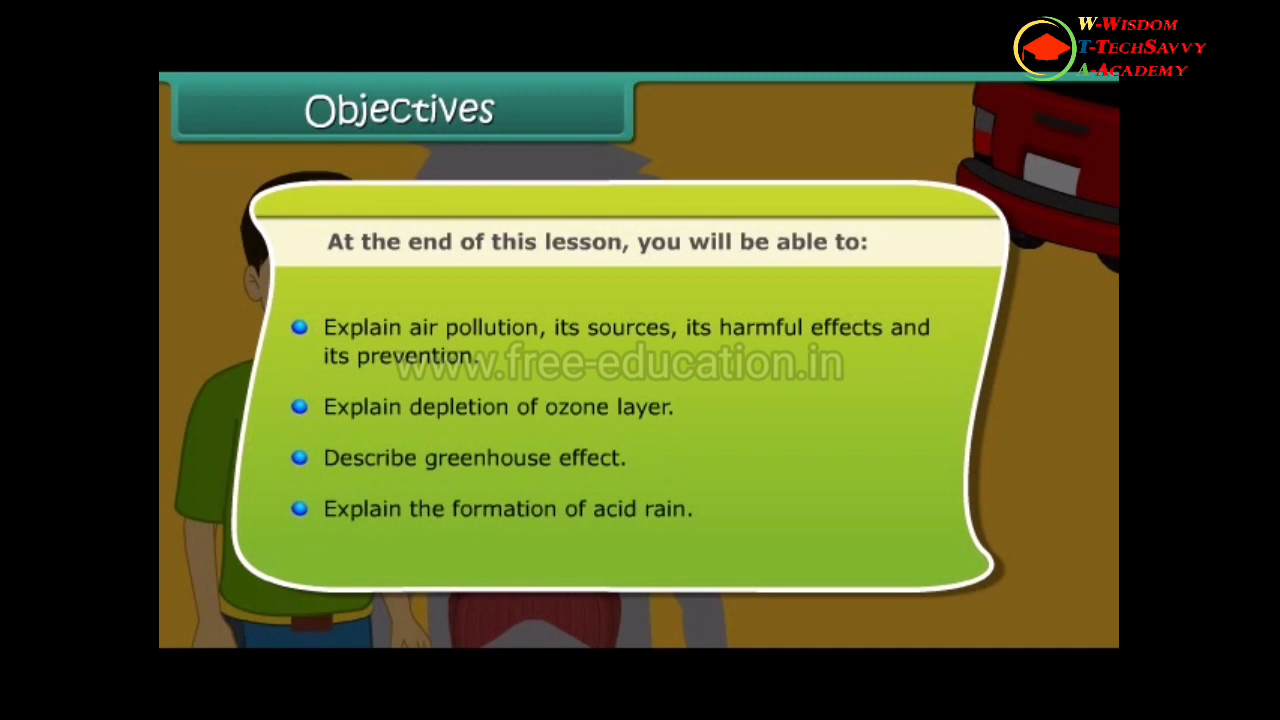 W-Wisdom
T-TechSavvy
A-Academy
Objectives
At the end of this lesson, you will be able to:
Explain air pollution, its sources, its harmful effects and
its prevention.
www.free-education.in
Explain depletion of ozone layer.
Describe greenhouse effect.
Explain the formation of acid rain.